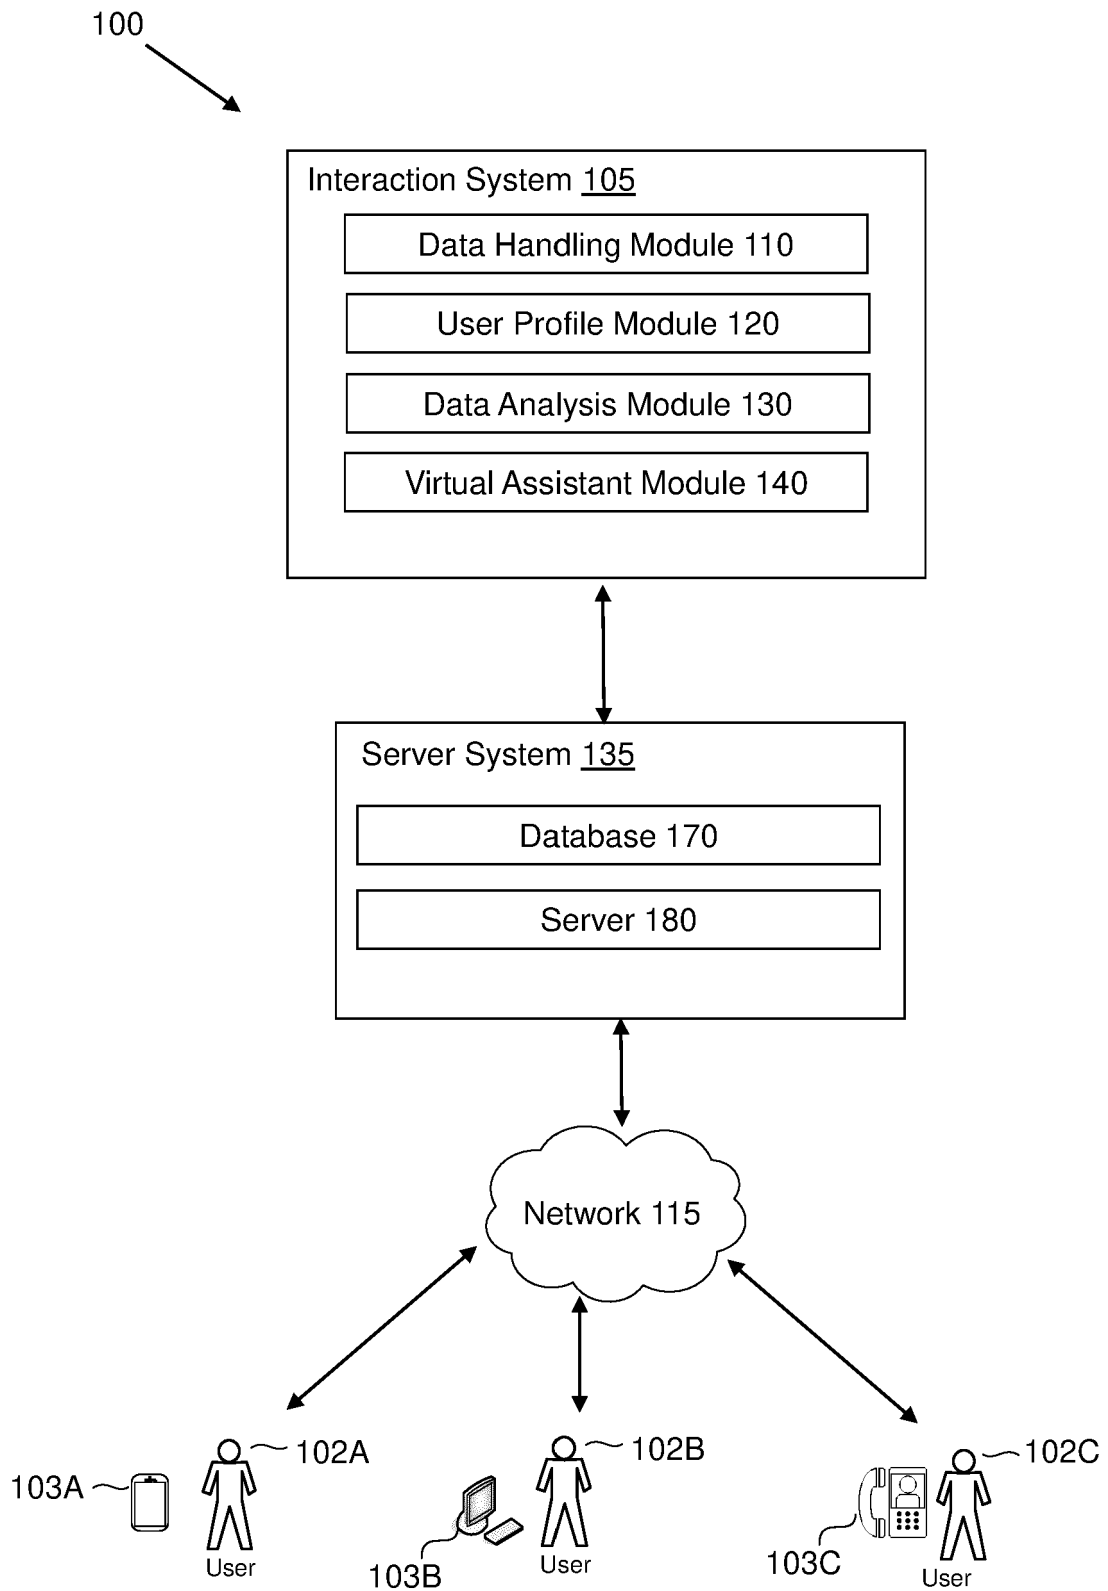 100
Interaction System 105
Data Handling Module 110
User Profile Module 120
Data Analysis Module 130
Virtual Assistant Module 140
Server System 135
Database 170
Server 180
Network 115
102A
102B
102C
103A
103B
103C
User
User
User